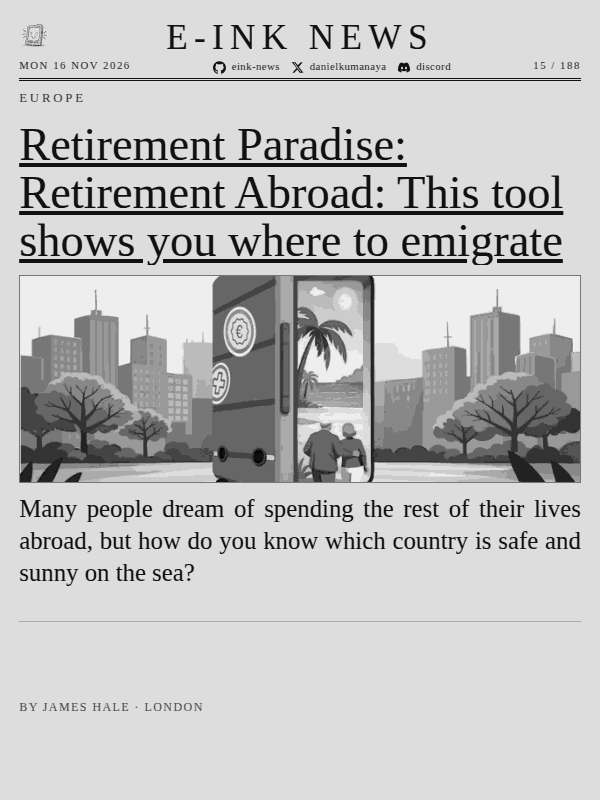 E-INK NEWS
MON 16 NOV 2026
eink-news danielkumanaya discord
15 / 188
EUROPE
Retirement Paradise:
Retirement Abroad: This tool
shows you where to emigrate
€
Many people dream of spending the rest of their lives
abroad, but how do you know which country is safe and
sunny on the sea?
BY JAMES HALE · LONDON